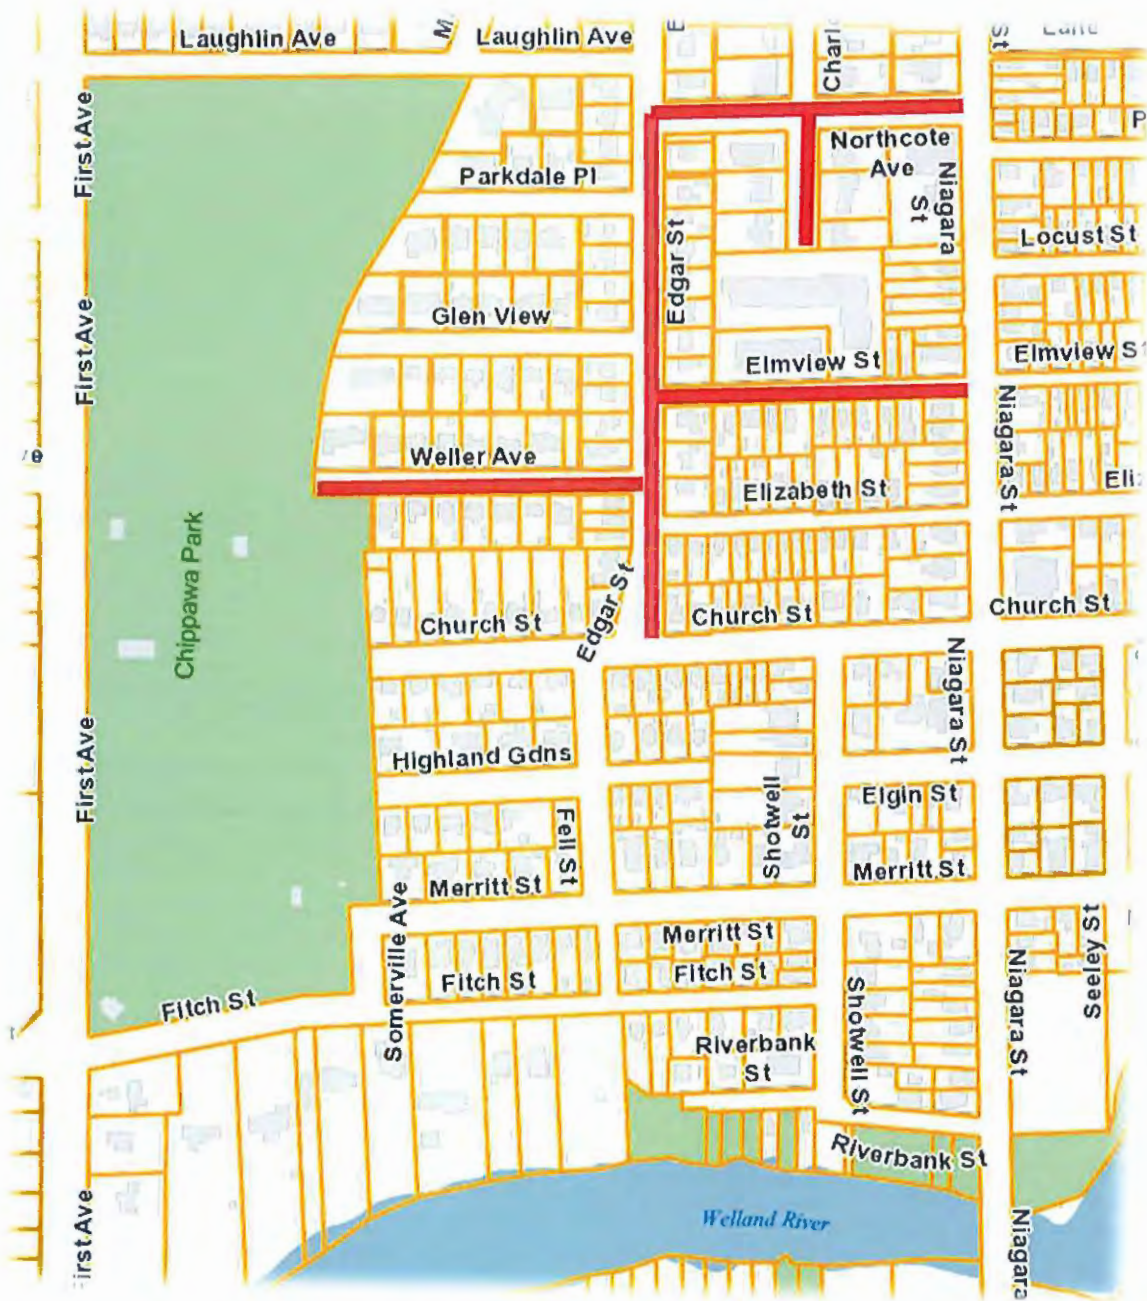 Laughlin Ave
Laughlin Ave
St
First Ave
Parkdale Pl
Northcote
Ave
Niagara
St
Locust St
Edgar St
First Ave
Glen View
Elmview St
Elmview S
Weller Ave
Niagara St
Elizabeth St
Chippawa Park
Edgar St
Church St
Church St
Church St
Niagara St
First Ave
Highland Gdns
Elgin St
Shotwell
St
Fell St
Merritt St
Merritt St
Somerville Ave
Merritt St
Fitch St
Fitch St
Fitch St
Seeley St
Niagara St
Shotwell St
Riverbank
St
Riverbank St
First Ave
Welland River
Niagara